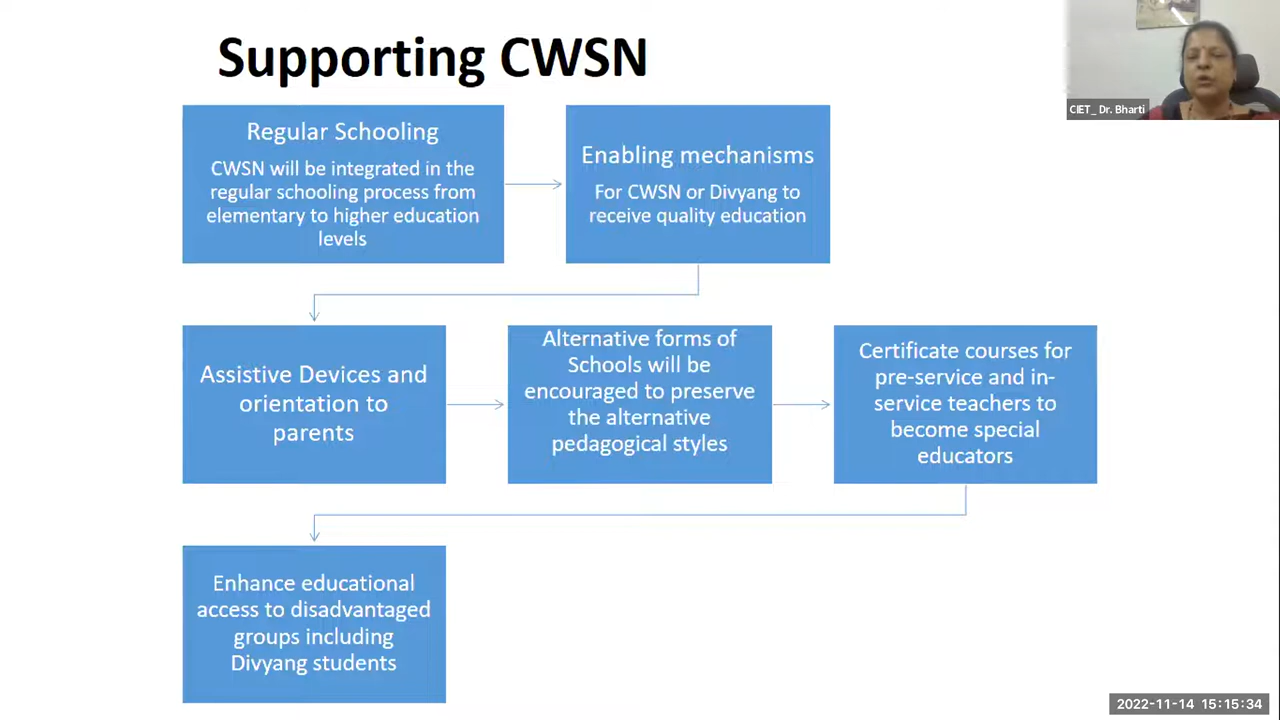 Supporting CWSN
CIET_ Dr. Bharti
Regular Schooling
CWSN will be integrated in the
regular schooling process from
elementary to higher education
levels
Enabling mechanisms
For CWSN or Divyang to
receive quality education
Assistive Devices and
orientation to
parents
Alternative forms of
Schools will be
encouraged to preserve
the alternative
pedagogical styles
Certificate courses for
pre-service and in-
service teachers to
become special
educators
Enhance educational
access to disadvantaged
groups including
Divyang students
2022-11-14 15:15:34